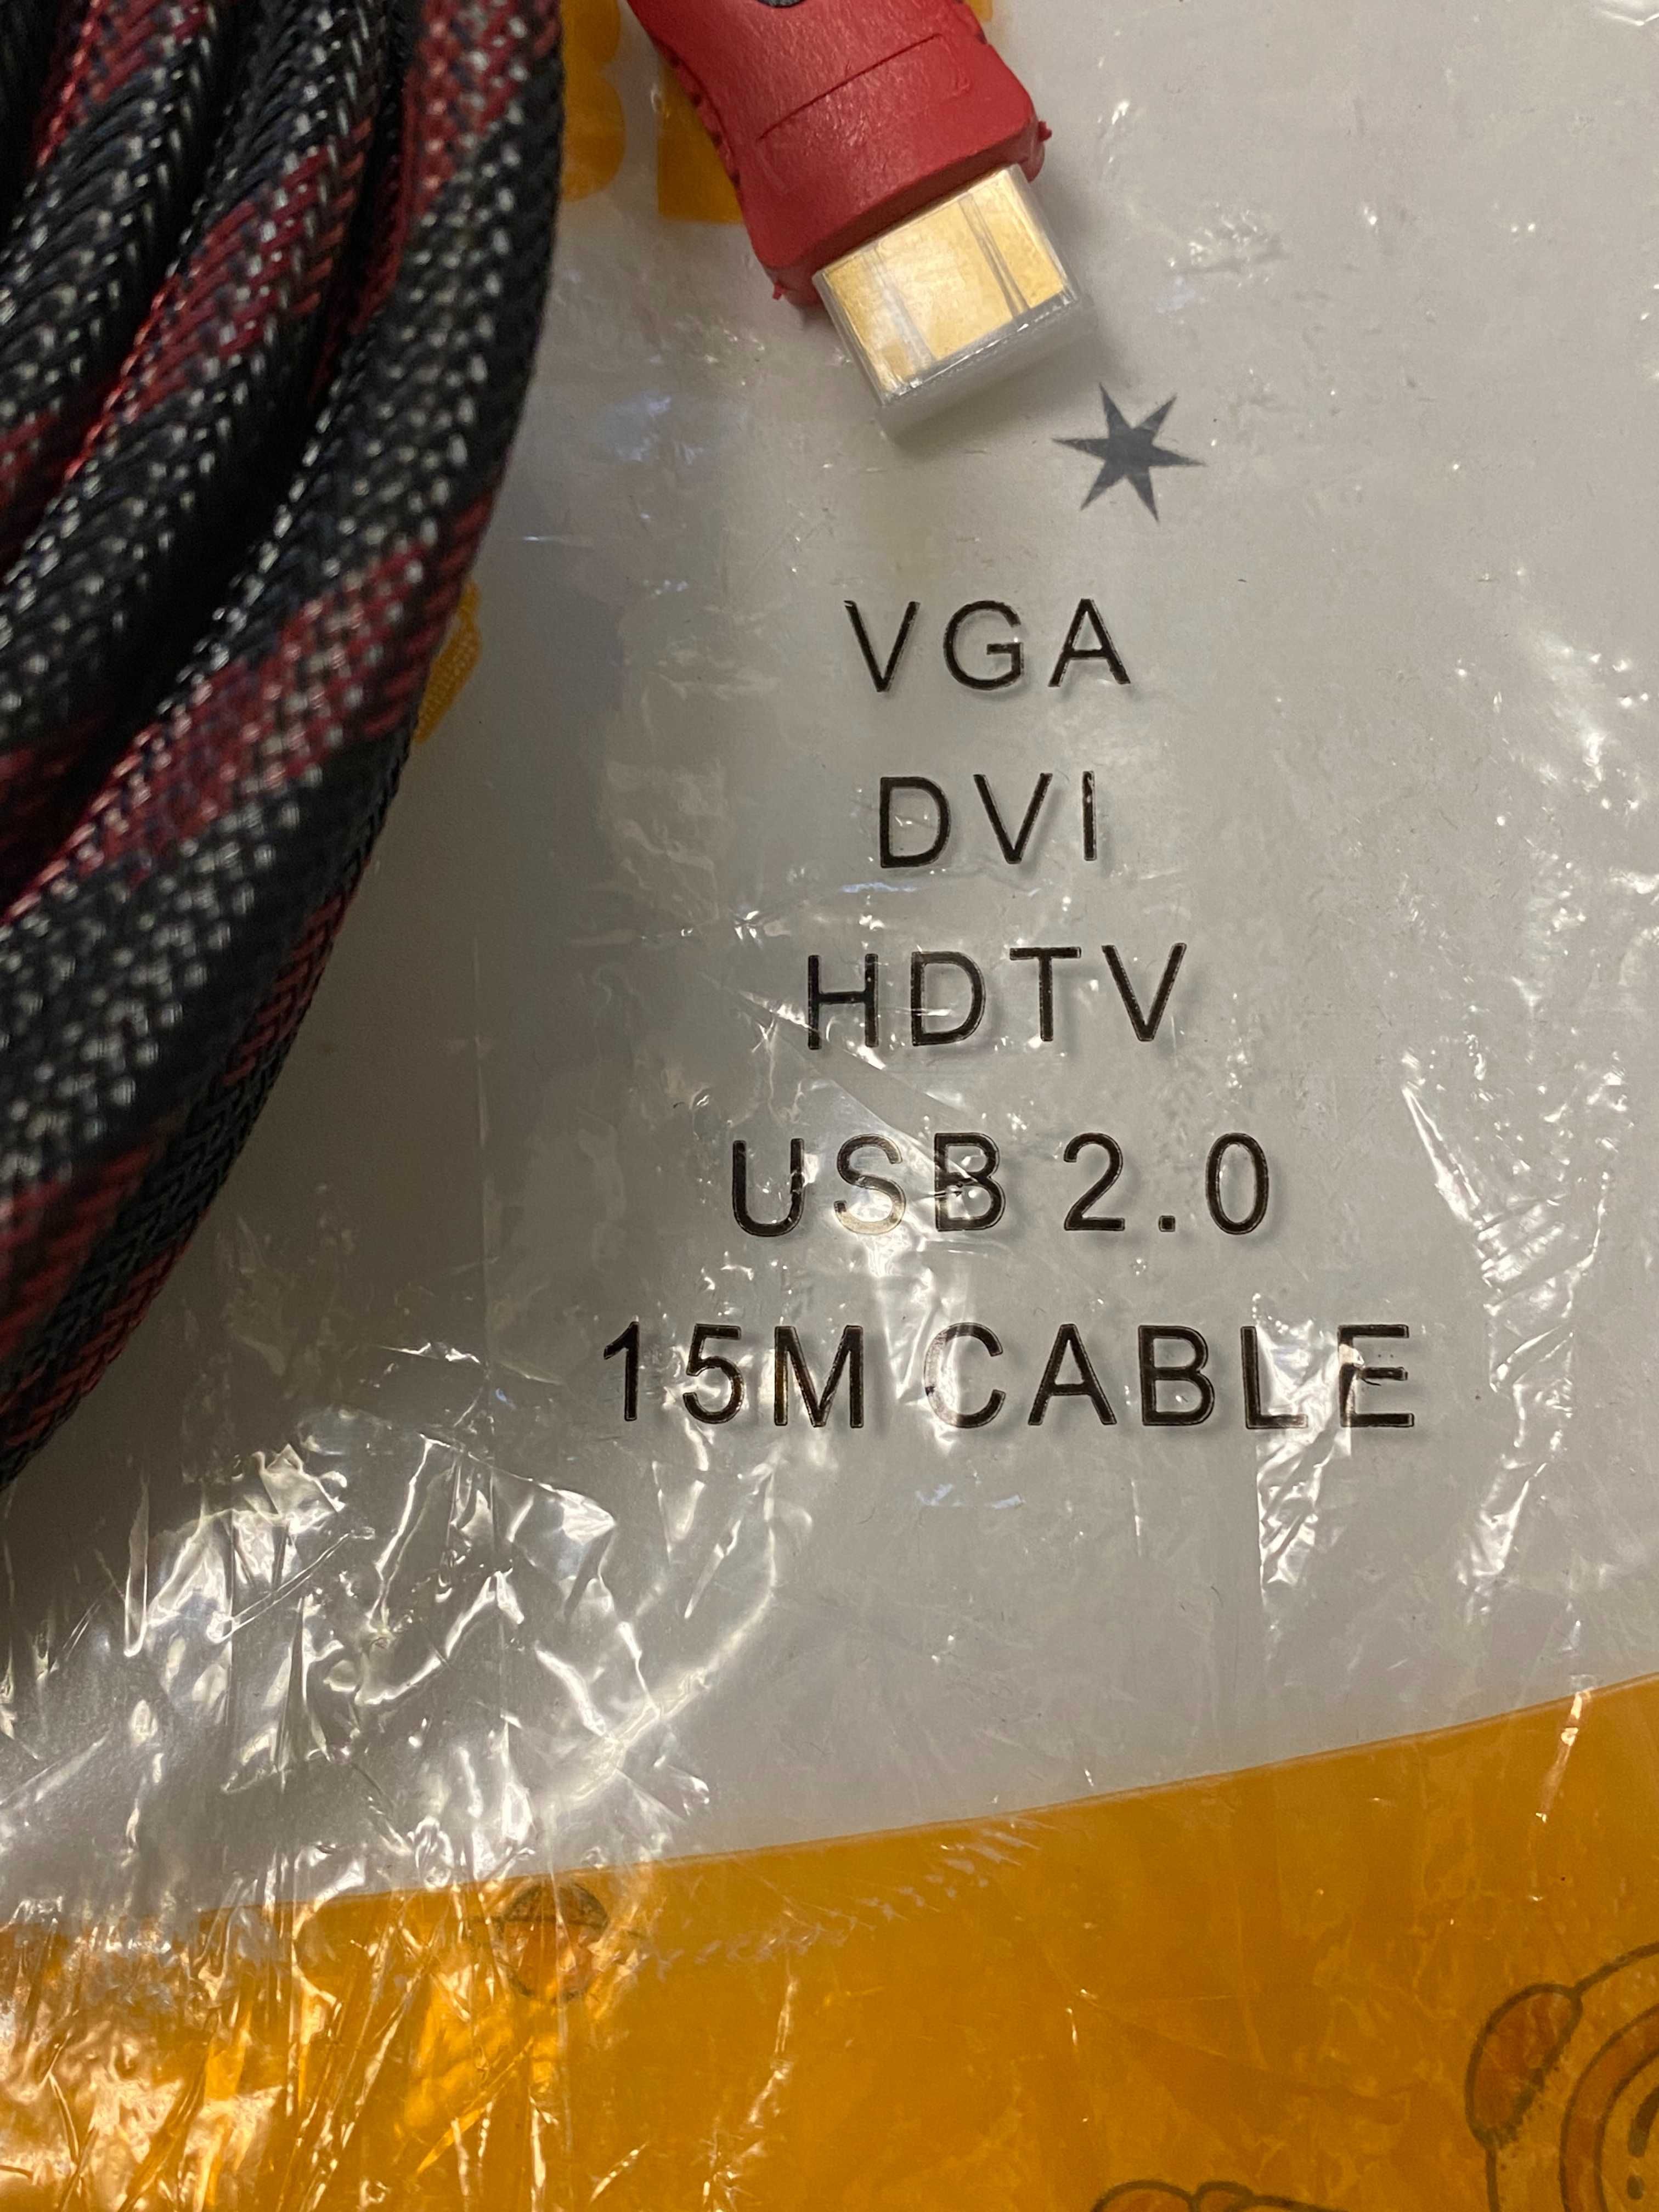 VGA
DVI
HDTV
USB 2.0
15M CABLE